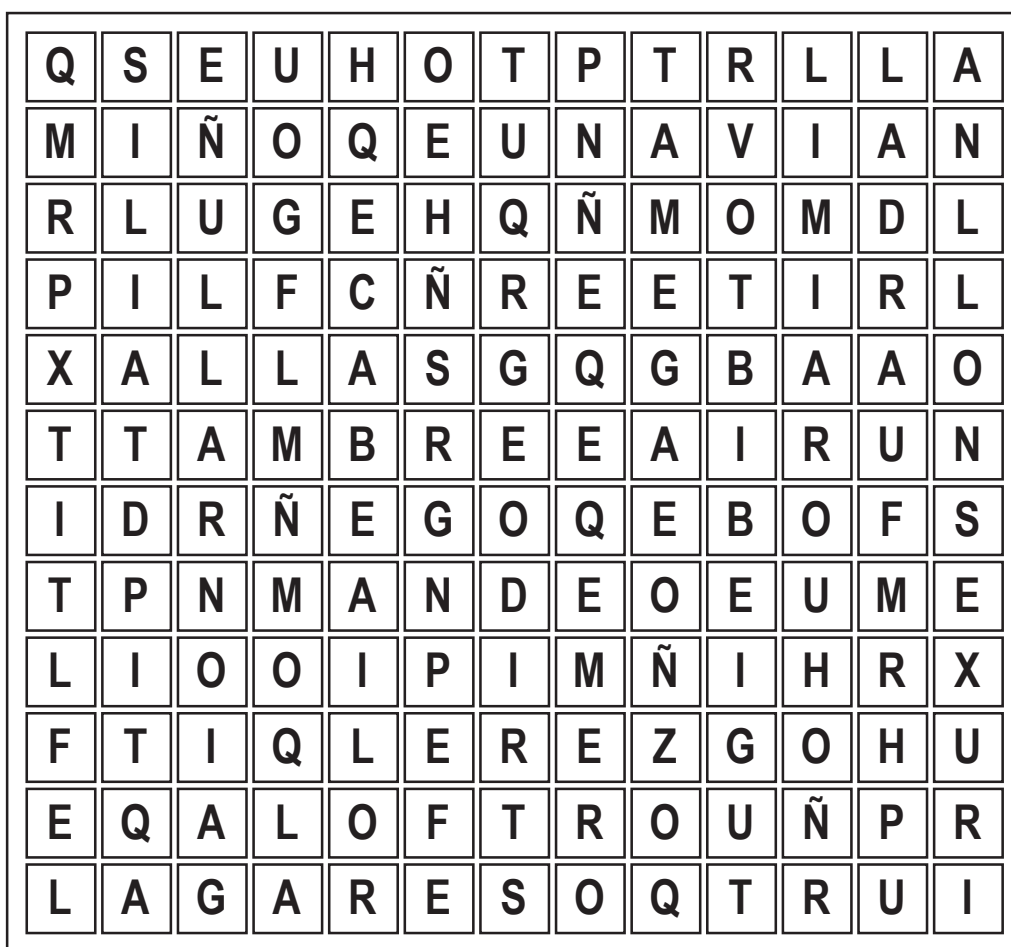 Q S E U H O T P T R L L A
M I Ñ O Q E U N A V I A N
R L U G E H Q Ñ M O M D L
P I L F C Ñ R E E T I R L
X A L L A S G Q G B A A O
T T A M B R E E A I R U N
I D R Ñ E G O Q E B O F S
T P N M A N D E O E U M E
L I O O I P I M Ñ I H R X
F T I Q L E R E Z G O H U
E Q A L O F T R O U Ñ P R
L A G A R E S O Q T R U I